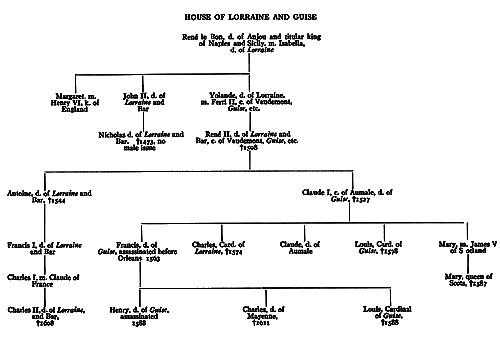 HOUSE OF LORRAINE AND GUISE
René le Bon, d. of Anjou and titular king
of Naples and Sicily, m. Isabella,
d. of Lorraine
Margaret, m.
Henry VI, k. of
England
John II, d. of
Lorraine and
Bar
Yolande, d. of Lorraine.
m. Ferri II, c. of Vaudemont,
Guise, etc.
Nicholas d. of Lorraine and
Bar. †1473, no
male issue
René II, d. of Lorraine and
Bar, c. of Vaudemont, Guise, etc.
†1508
Antoine, d. of Lorraine and
Bar, †1544
Claude I, c. of Aumale, d. of
Guise, †1527
Francis I, d. of Lorraine
and Bar
Francis, d. of
Guise, assassinated before
Orleans 1563
Charles, Card. of
Lorraine, †1574
Claude, d. of
Aumale
Louis, Card. of
Guise, †1578
Mary, m. James V
of Scotland
Charles I, m. Claude of
France
Mary, queen of
Scots, †1587
Charles II, d. of Lorraine,
and Bar,
†1608
Henry, d. of Guise,
assassinated
1588
Charles, d. of
Mayenne,
†1611
Louis, Cardinal
of Guise,
†1588